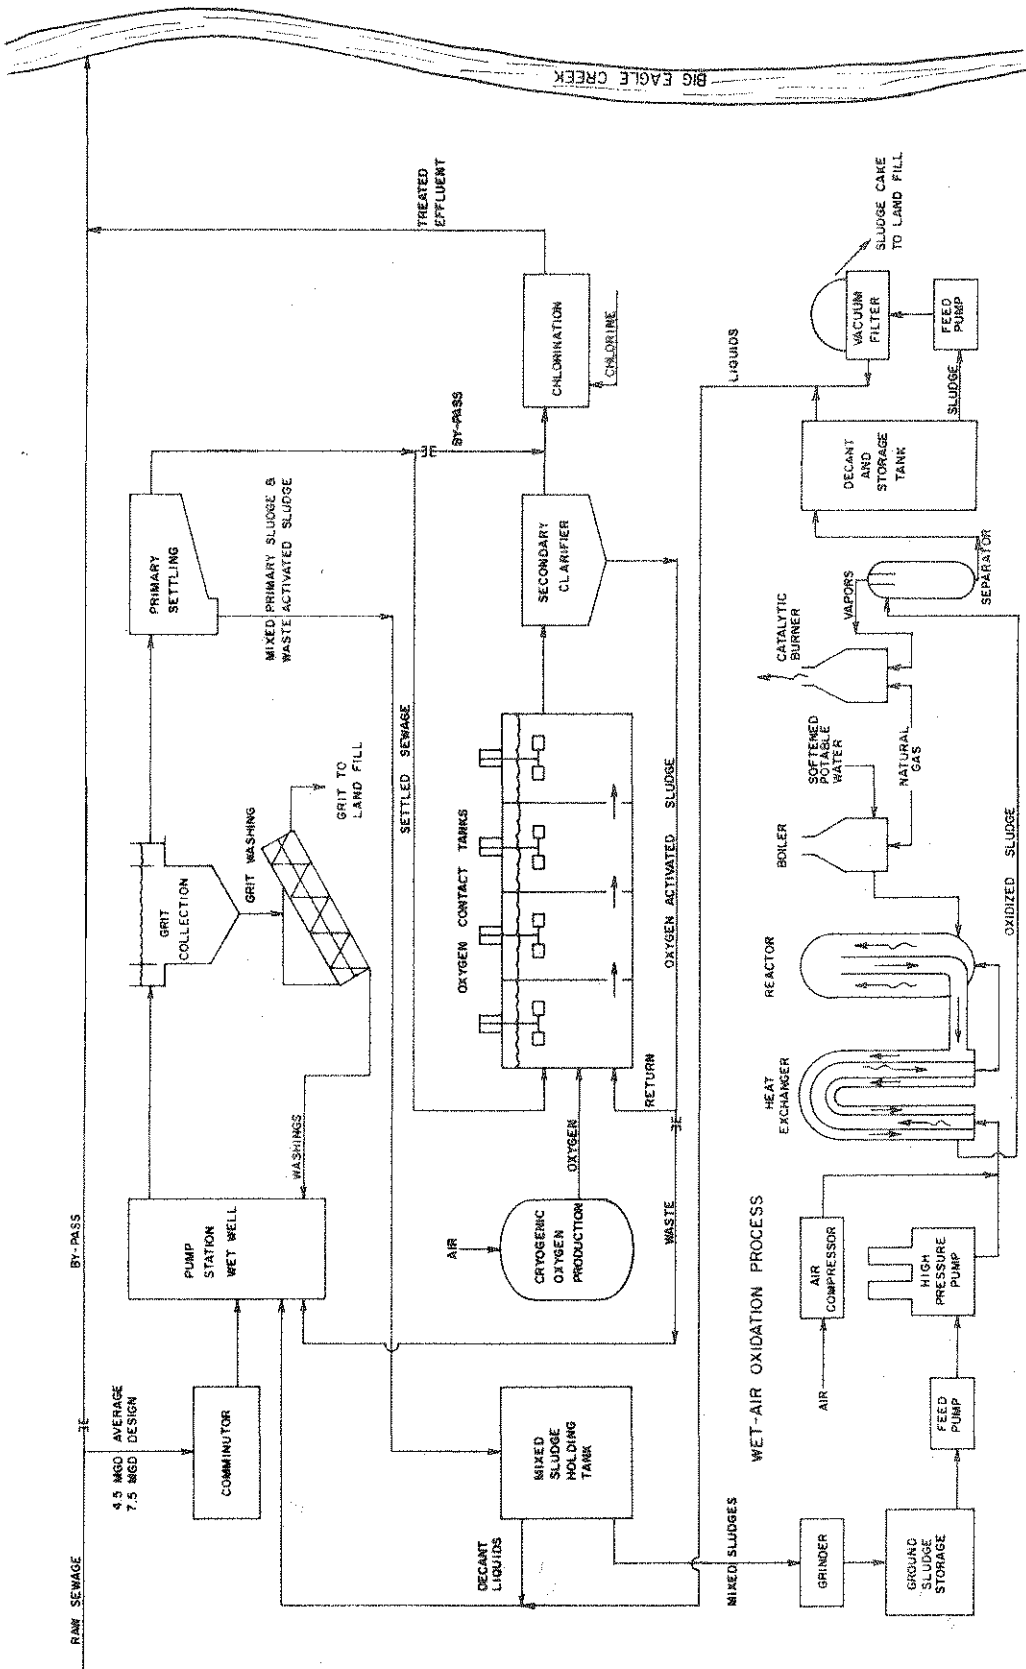 RAW SEWAGE
BY-PASS
4.5 MGD AVERAGE
7.5 MGD DESIGN
COMMINUTOR
PUMP
STATION
WET WELL
WASHINGS
GRIT
COLLECTION
GRIT WASHING
GRIT TO
LAND FILL
PRIMARY
SETTLING
MIXED PRIMARY SLUDGE &
WASTE ACTIVATED SLUDGE
SETTLED SEWAGE
BY-PASS
TREATED
EFFLUENT
BIG EAGLE CREEK
DECANT
LIQUIDS
MIXED
SLUDGE
HOLDING
TANK
AIR
CRYOGENIC
OXYGEN
PRODUCTION
OXYGEN
OXYGEN CONTACT TANKS
SECONDARY
CLARIFIER
CHLORINATION
CHLORINE
WASTE
RETURN
OXYGEN ACTIVATED SLUDGE
LIQUIDS
MIXED SLUDGES
WET-AIR OXIDATION PROCESS
GRINDER
GROUND
SLUDGE
STORAGE
FEED
PUMP
AIR
AIR
COMPRESSOR
HIGH
PRESSURE
PUMP
HEAT
EXCHANGER
REACTOR
BOILER
SOFTENED
POTABLE
WATER
NATURAL
GAS
CATALYTIC
BURNER
VAPORS
SEPARATOR
OXIDIZED SLUDGE
DECANT
AND
STORAGE
TANK
SLUDGE
FEED
PUMP
VACUUM
FILTER
SLUDGE CAKE
TO LAND FILL